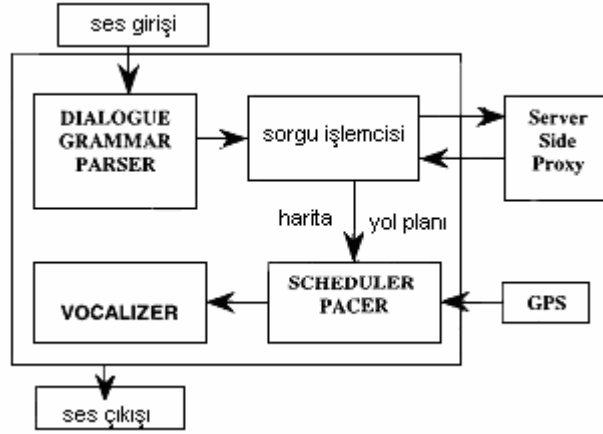 ses girişi
DIALOGUE
GRAMMAR
PARSER
sorgu işlemcisi
Server
Side
Proxy
harita
yol planı
VOCALIZER
SCHEDULER
PACER
GPS
ses çıkışı